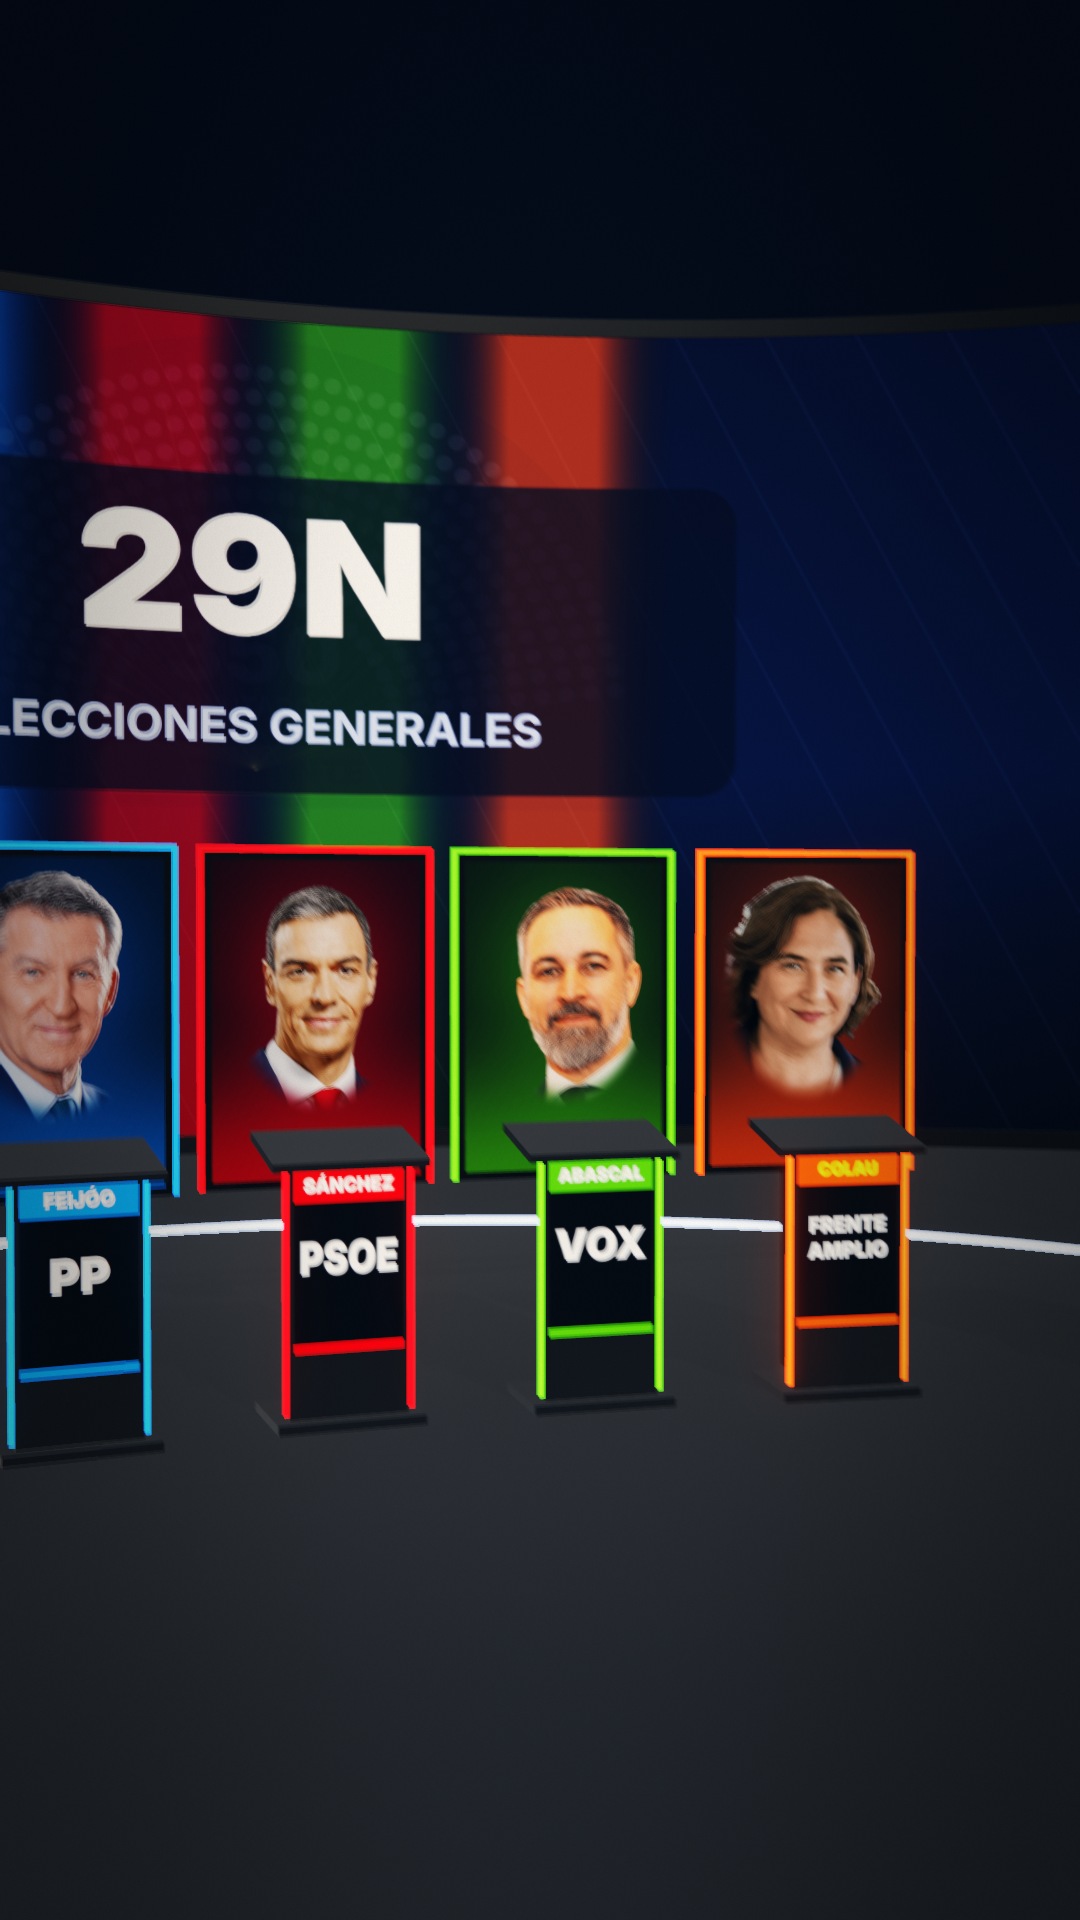 29N
LECCIONES GENERALES
FEIJÓO
PP
SÁNCHEZ
PSOE
ABASCAL
VOX
COLAU
FRENTE
AMPLIO